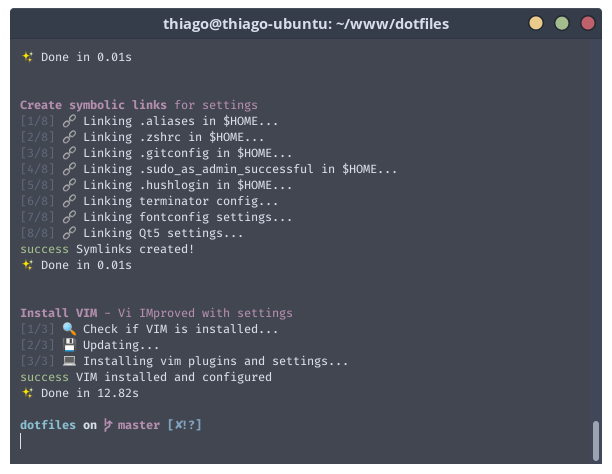 thiago@thiago-ubuntu: ~/www/dotfiles
✨ Done in 0.01s
Create symbolic links for settings
[1/8] 🔗 Linking .aliases in $HOME...
[2/8] 🔗 Linking .zshrc in $HOME...
[3/8] 🔗 Linking .gitconfig in $HOME...
[4/8] 🔗 Linking .sudo_as_admin_successful in $HOME...
[5/8] 🔗 Linking .hushlogin in $HOME...
[6/8] 🔗 Linking terminator config...
[7/8] 🔗 Linking fontconfig settings...
[8/8] 🔗 Linking Qt5 settings...
success Symlinks created!
✨ Done in 0.01s
Install VIM - Vi IMproved with settings
[1/3] 🔍 Check if VIM is installed...
[2/3] 💾 Updating...
[3/3] 💻 Installing vim plugins and settings...
success VIM installed and configured
✨ Done in 12.82s
dotfiles on master [✘!?]